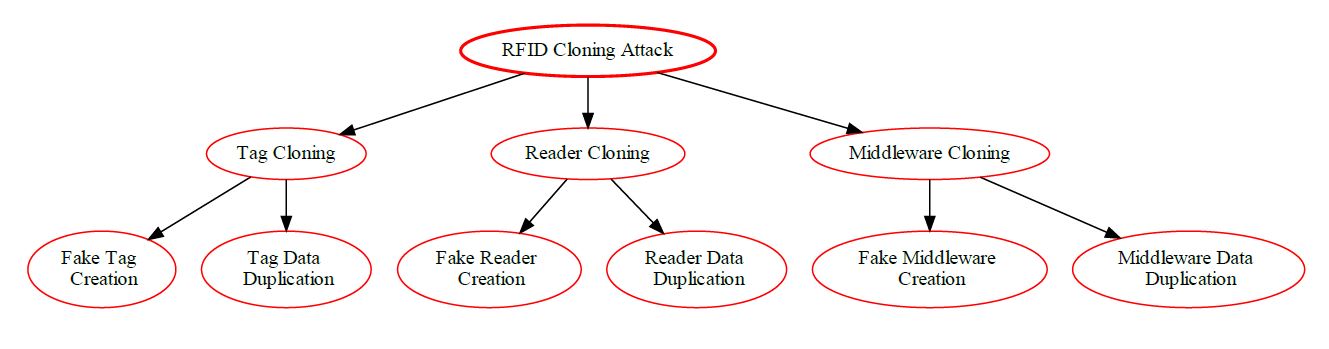 RFID Cloning Attack
Tag Cloning
Reader Cloning
Middleware Cloning
Fake Tag
Creation
Tag Data
Duplication
Fake Reader
Creation
Reader Data
Duplication
Fake Middleware
Creation
Middleware Data
Duplication